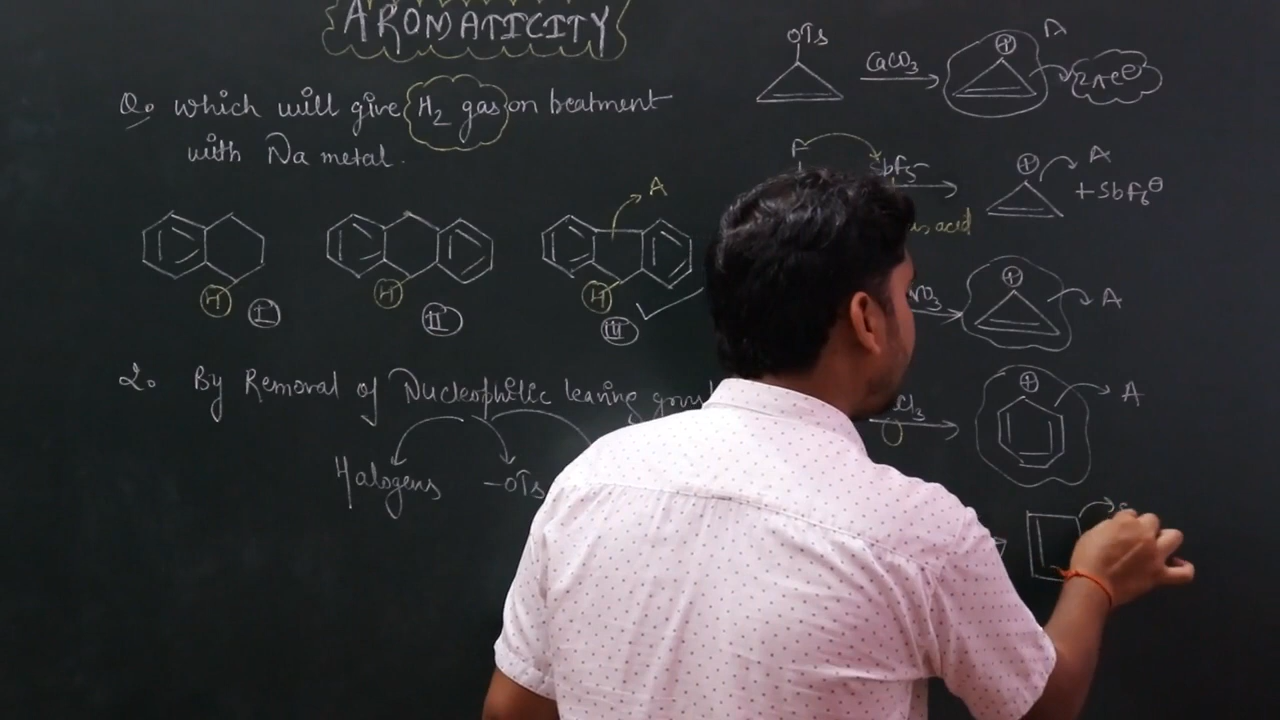 AROMATICITY
Q. which will give H₂ gas on treatment
with Na metal.
A
H I
H II
H III
2. By Removal of Nucleophilic leaving
Halogens -OTs
OTs CaCO₃ ⊕ A 2πe⊖
F SbF₅ ⊕ A
+ SbF₆⊖
acid
⊕ A
⊕ A